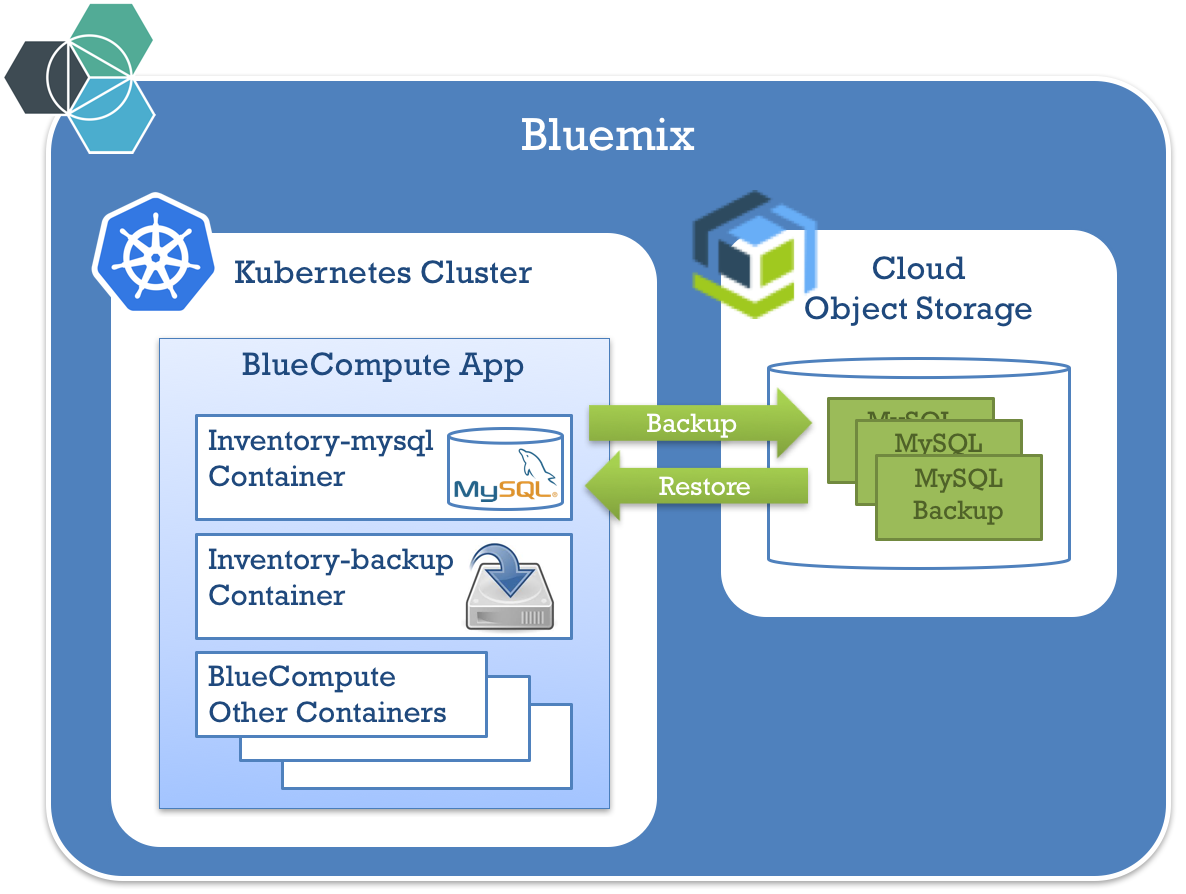 Bluemix
Kubernetes Cluster
BlueCompute App
Inventory-mysql
Container
MySQL®
Inventory-backup
Container
BlueCompute
Other Containers
Backup
Restore
Cloud
Object Storage
MySQL
MySQL
MySQL
Backup